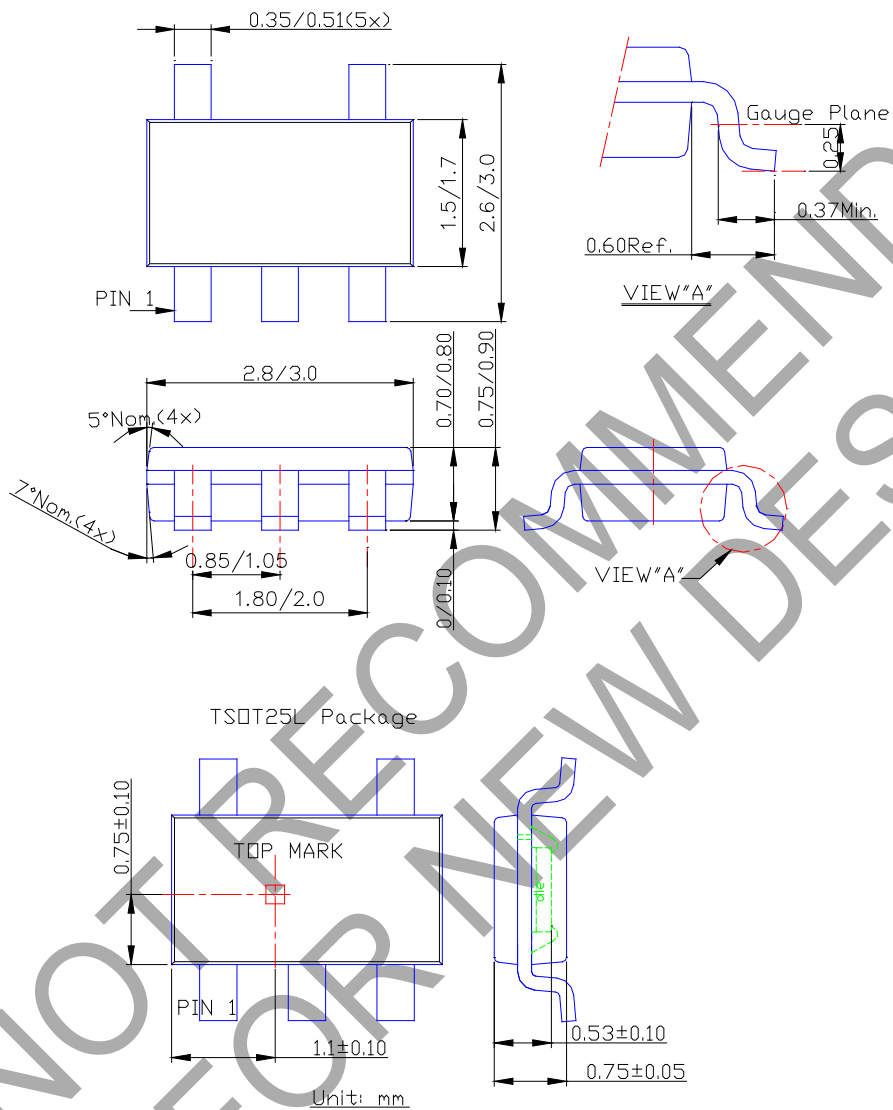 0.35/0.51(5x)
Gauge Plane
0.25
1.5/1.7
2.6/3.0
0.37Min.
0.60Ref.
PIN 1
VIEW"A"
2.8/3.0
0.70/0.80
0.75/0.90
5°Nom.(4x)
7°Nom.(4x)
0.85/1.05
1.80/2.0
0/0.10
VIEW"A"
TSOT25L Package
0.75±0.10
TOP MARK
die
PIN 1
1.1±0.10
0.53±0.10
0.75±0.05
Unit: mm
NOT RECOMMEND
FOR NEW DES